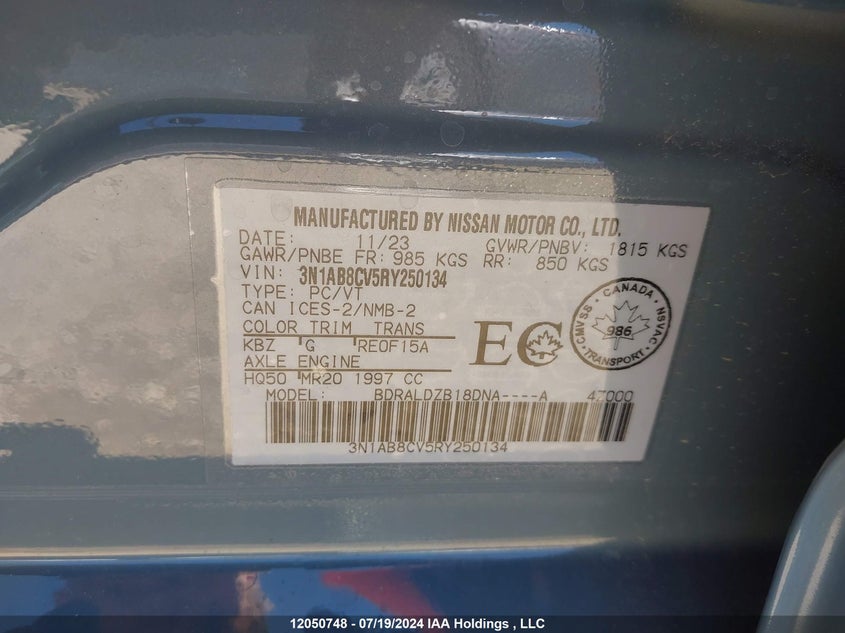 MANUFACTURED BY NISSAN MOTOR CO., LTD.
DATE: 11/23 GVWR/PNBV: 1815 KGS
GAWR/PNBE FR: 985 KGS RR: 850 KGS
VIN: 3N1AB8CV5RY250134
TYPE: PC/VT
CAN ICES-2/NMB-2
COLOR TRIM TRANS
KBZ G RE0F15A
AXLE ENGINE
HQ50 MR20 1997 CC
EC
CMVSS · CANADA · NSVAC
986
TRANSPORT
MODEL: BDRALDZB18DNA----A
3N1AB8CV5RY250134
12050748 - 07/19/2024 IAA Holdings , LLC